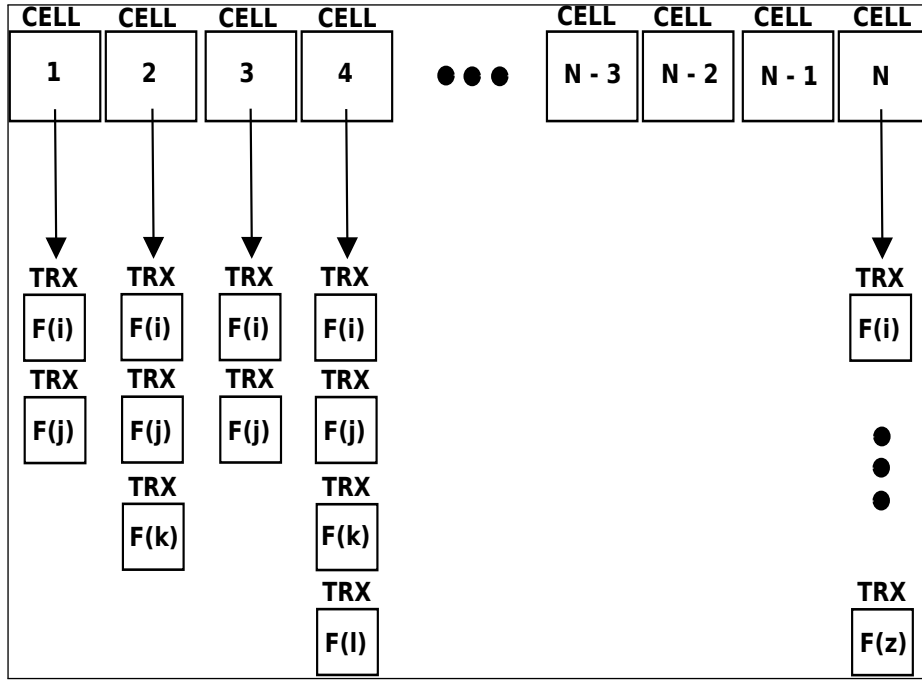 CELL CELL CELL CELL CELL CELL CELL CELL
1 2 3 4 N - 3 N - 2 N - 1 N
TRX TRX TRX TRX TRX
F(i) F(i) F(i) F(i) F(i)
TRX TRX TRX TRX
F(j) F(j) F(j) F(j)
TRX TRX
F(k) F(k)
TRX TRX
F(l) F(z)